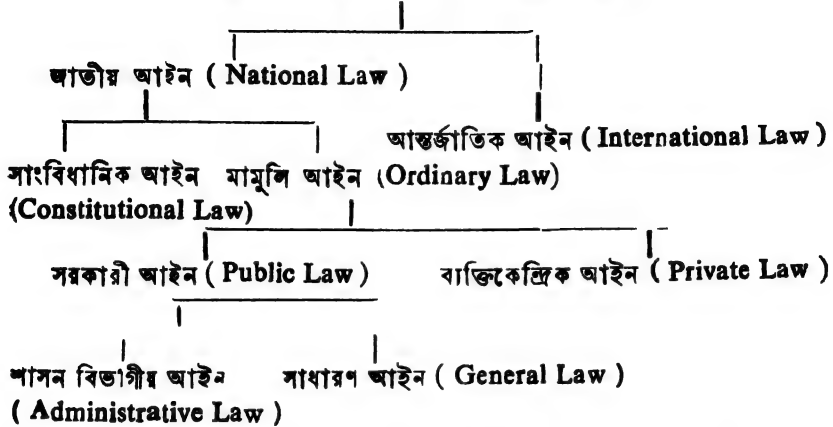 জাতীয় আইন ( National Law )
আন্তর্জাতিক আইন ( International Law )
সাংবিধানিক আইন মামুলি আইন (Ordinary Law)
(Constitutional Law)
সরকারী আইন ( Public Law ) ব্যক্তিকেন্দ্রিক আইন ( Private Law )
শাসন বিভাগীয় আইন সাধারণ আইন ( General Law )
( Administrative Law )